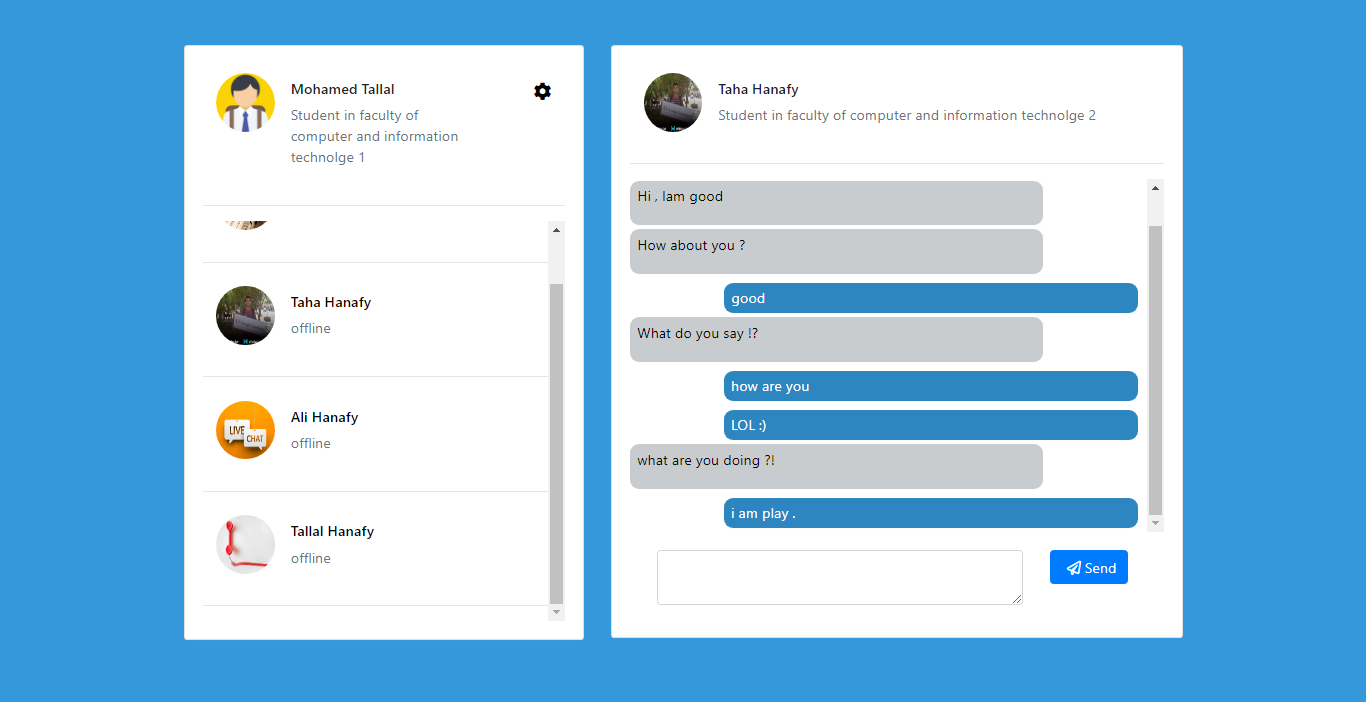 Mohamed Tallal
Student in faculty of
computer and information
technolge 1
Taha Hanafy
offline
Ali Hanafy
LIVE
CHAT
offline
Tallal Hanafy
offline
Taha Hanafy
Student in faculty of computer and information technolge 2
Hi , Iam good
How about you ?
good
What do you say !?
how are you
LOL :)
what are you doing ?!
i am play .
Send